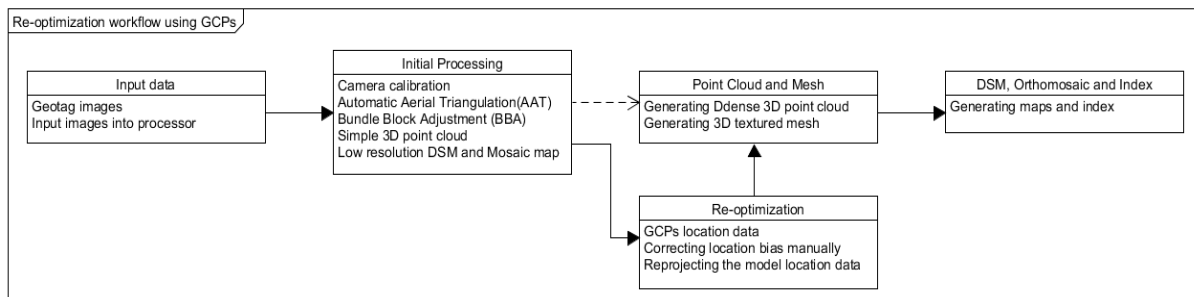 Re-optimization workflow using GCPs
Input data
Geotag images
Input images into processor
Initial Processing
Camera calibration
Automatic Aerial Triangulation(AAT)
Bundle Block Adjustment (BBA)
Simple 3D point cloud
Low resolution DSM and Mosaic map
Point Cloud and Mesh
Generating Ddense 3D point cloud
Generating 3D textured mesh
DSM, Orthomosaic and Index
Generating maps and index
Re-optimization
GCPs location data
Correcting location bias manually
Reprojecting the model location data